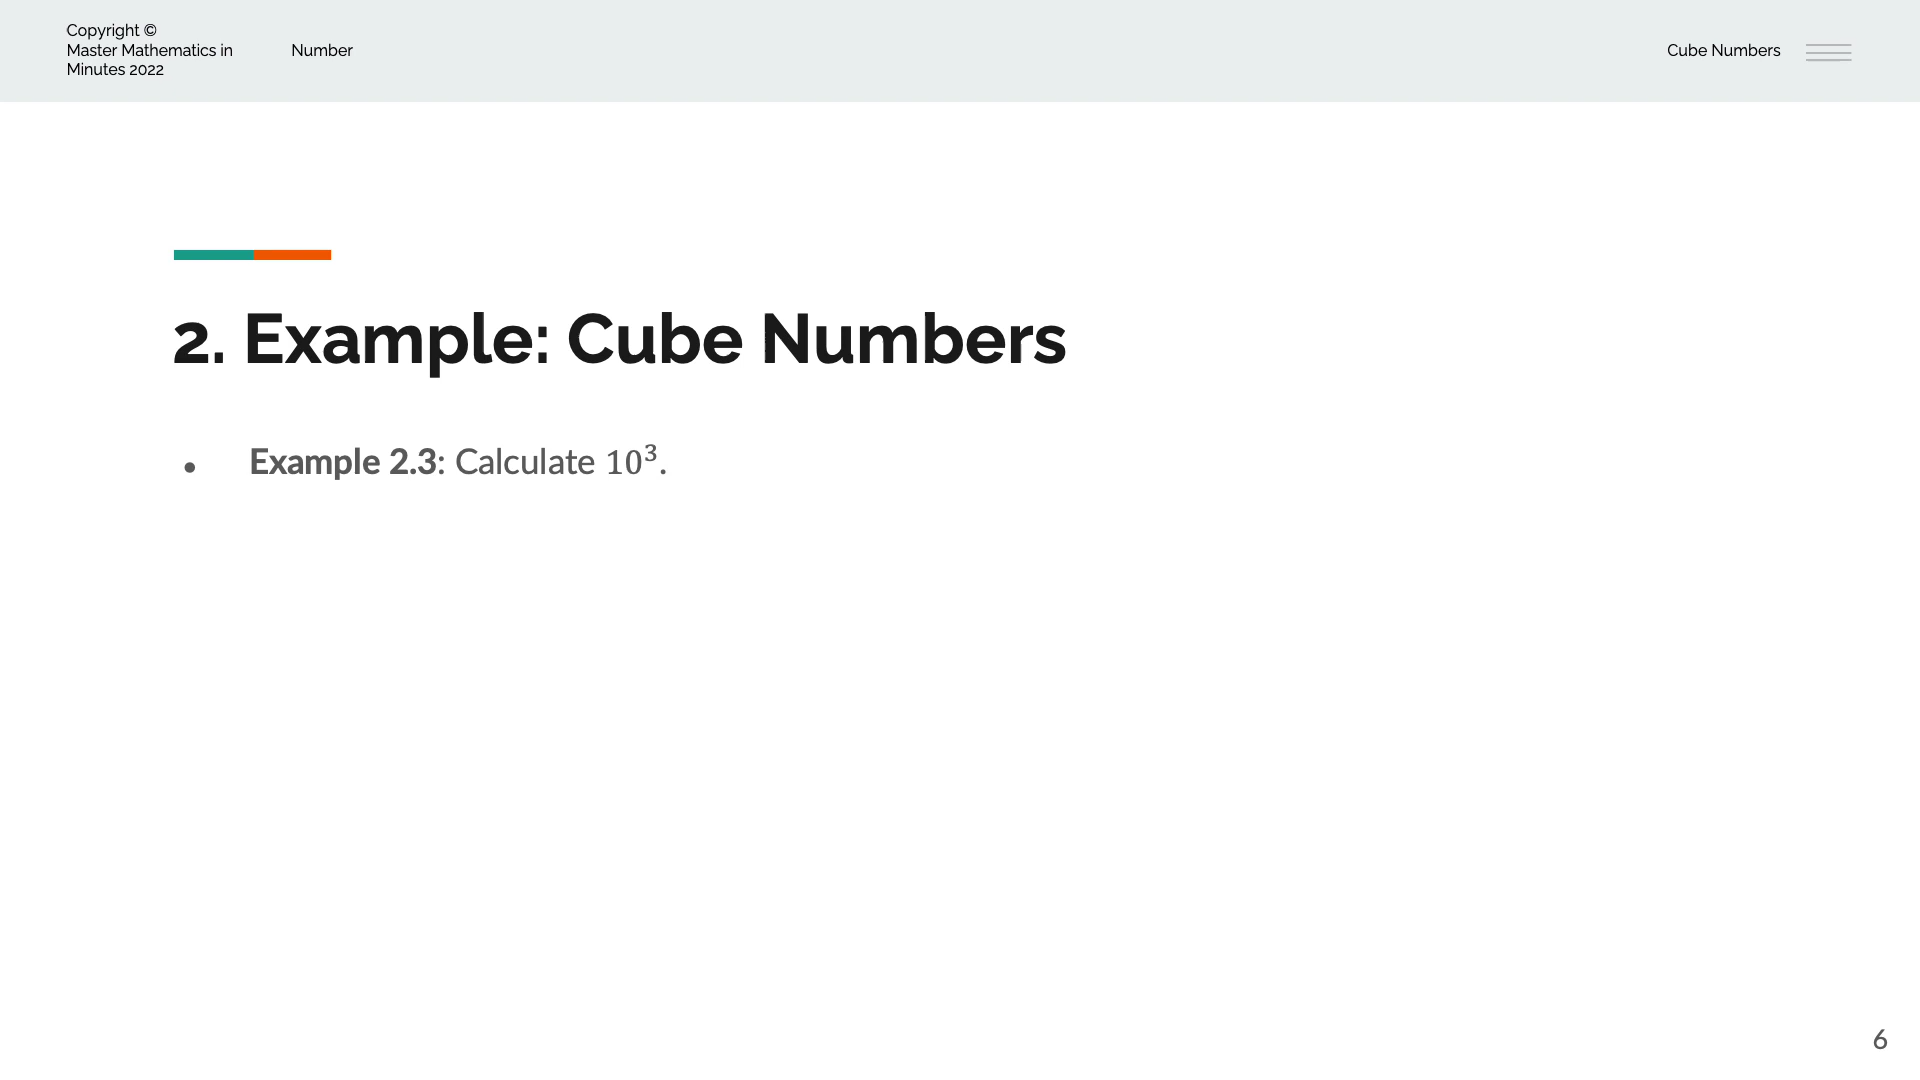 Copyright ©
Master Mathematics in
Minutes 2022
Number
Cube Numbers
2. Example: Cube Numbers
• Example 2.3: Calculate 10³.
6